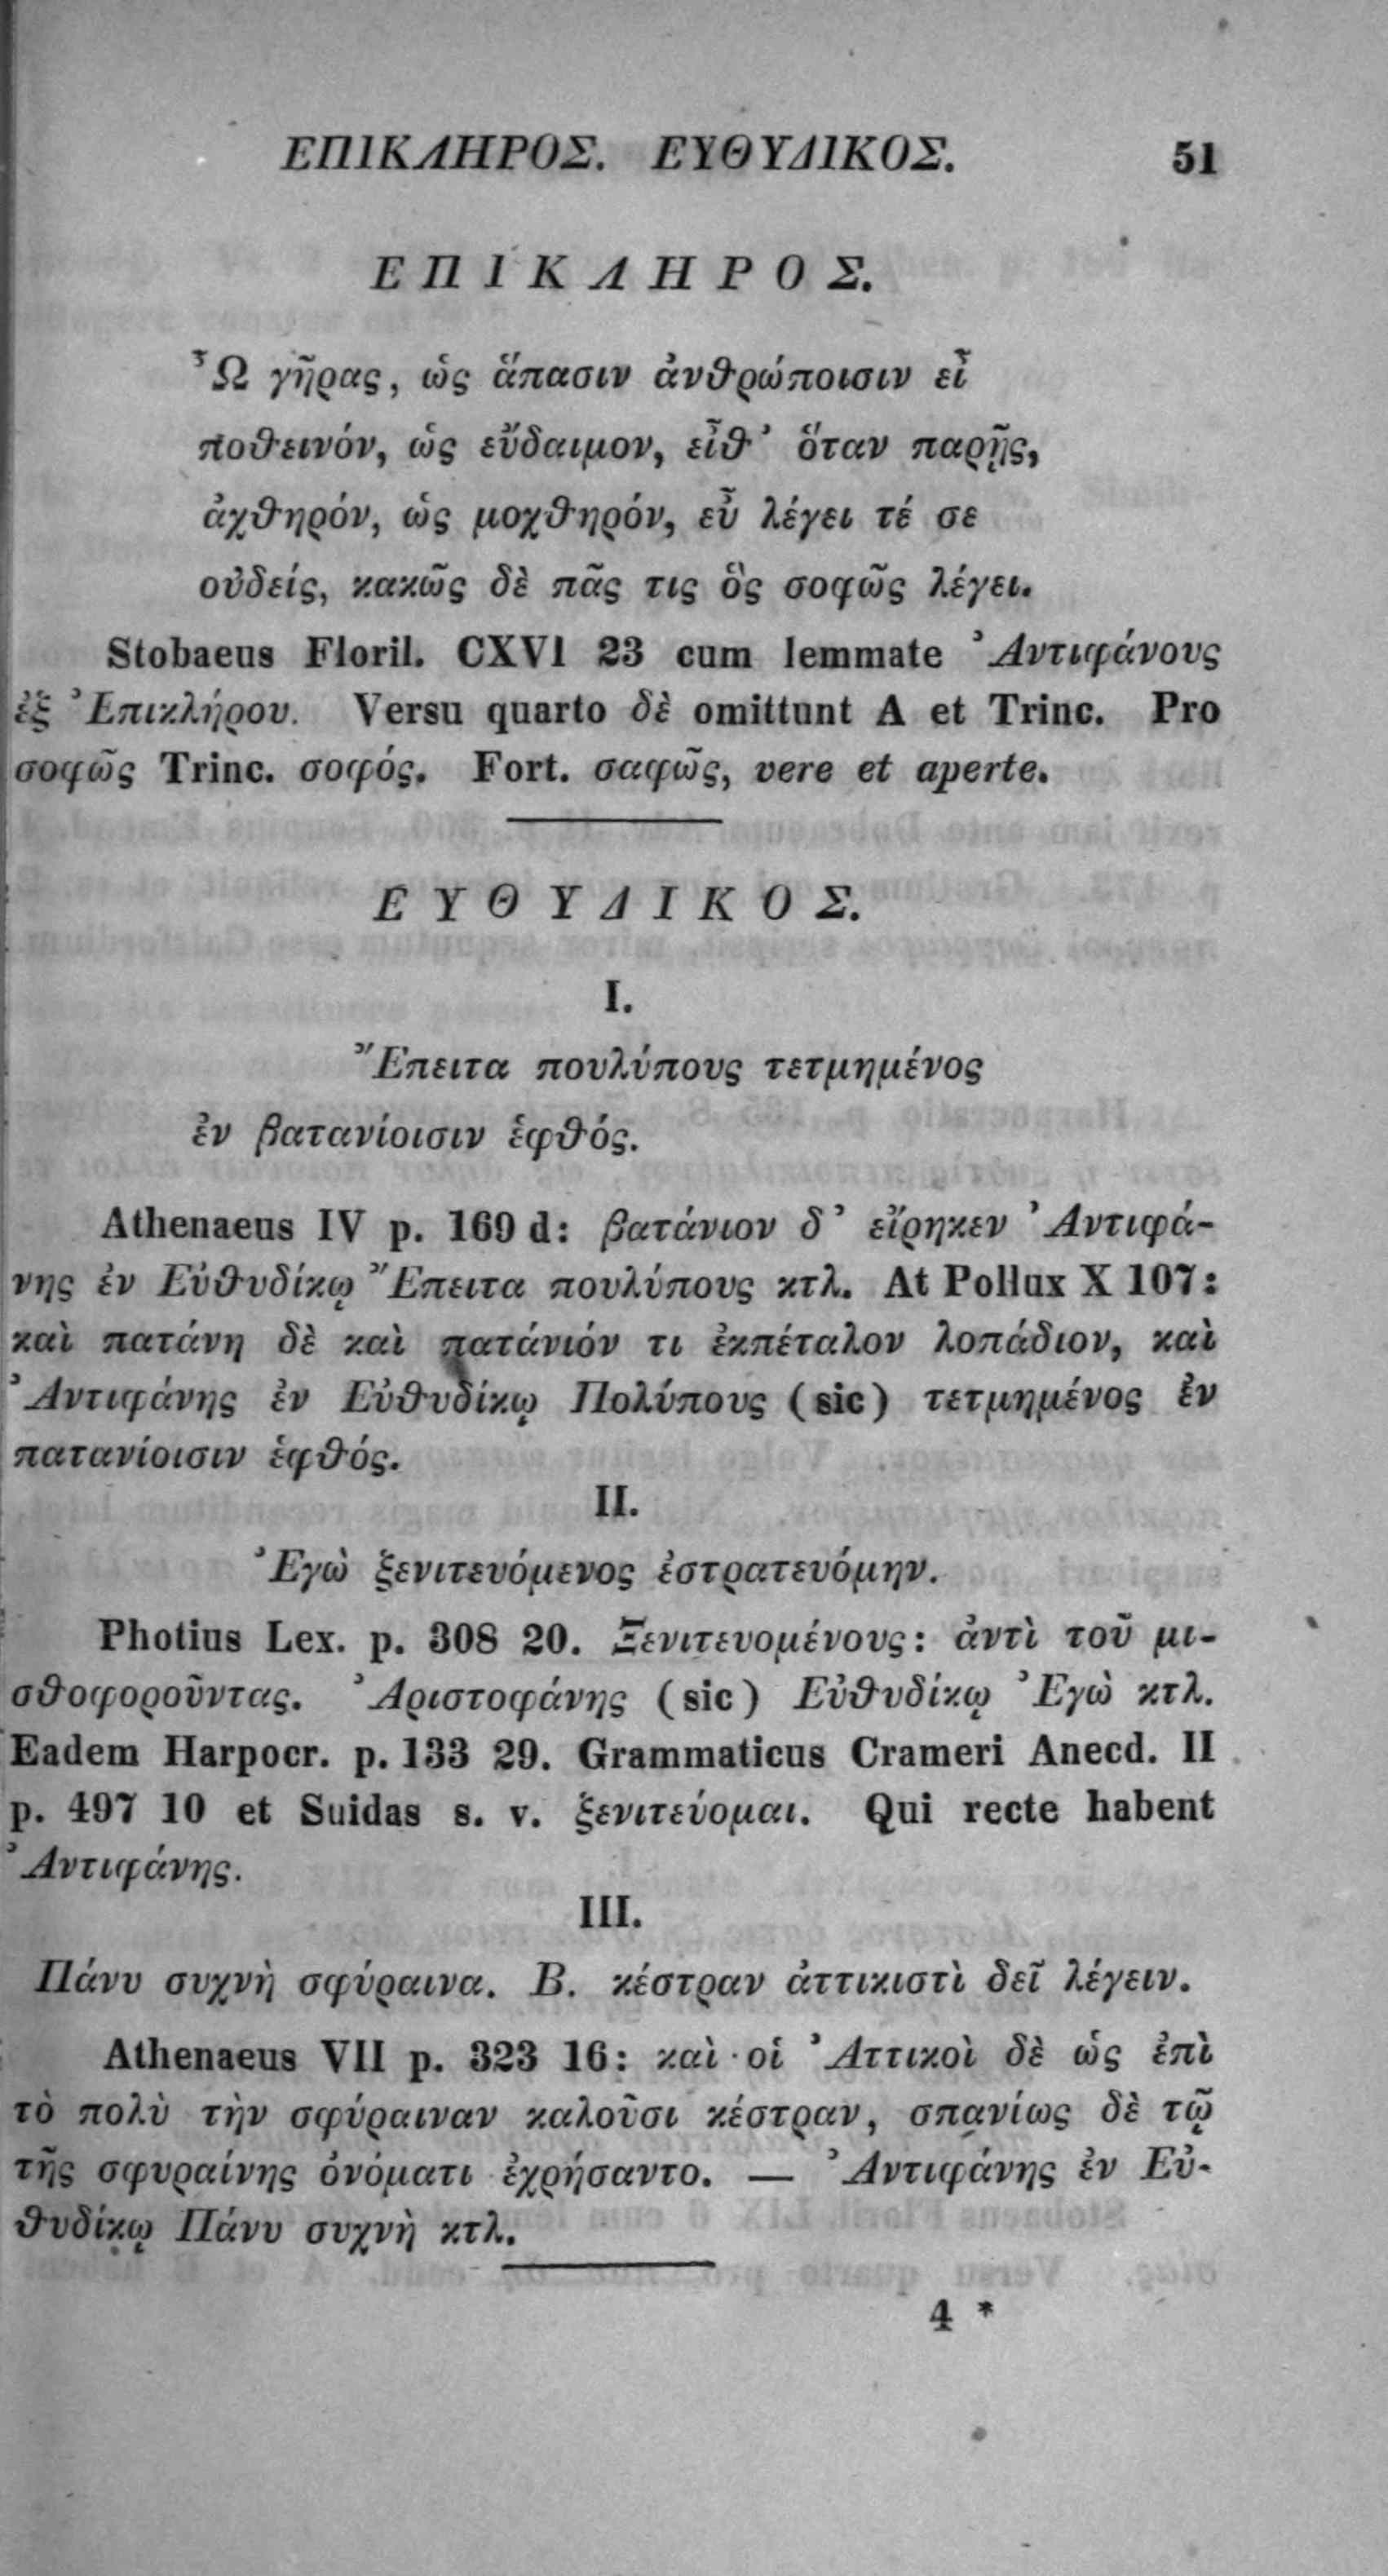 ΕΠΙΚΛΗΡΟΣ. ΕΥΘΥΔΙΚΟΣ. 51
ΕΠΙΚΛΗΡΟΣ.
Ὦ γῆρας, ὡς ἅπασιν ἀνθρώποισιν εἶ
ποθεινόν, ὡς εὔδαιμον, εἶθ’ ὅταν παρῇς,
ἀχθηρόν, ὡς μοχθηρόν, εὖ λέγει τέ σε
οὐδείς, κακῶς δὲ πᾶς τις ὃς σοφῶς λέγει.
Stobaeus Floril. CXVI 23 cum lemmate Ἀντιφάνους
ἐξ Ἐπικλήρου. Versu quarto δὲ omittunt A et Trinc. Pro
σοφῶς Trinc. σοφός. Fort. σαφῶς, vere et aperte.
ΕΥΘΥΔΙΚΟΣ.
I.
Ἔπειτα πουλύπους τετμημένος
ἐν βατανίοισιν ἑφθός.
Athenaeus IV p. 169 d: βατάνιον δ’ εἴρηκεν Ἀντιφά-
νης ἐν Εὐθυδίκῳ Ἔπειτα πουλύπους κτλ. At Pollux X 107:
καὶ πατάνη δὲ καὶ πατάνιόν τι ἐκπέταλον λοπάδιον, καὶ
Ἀντιφάνης ἐν Εὐθυδίκῳ Πολύπους (sic) τετμημένος ἐν
πατανίοισιν ἑφθός.
II.
Ἐγὼ ξενιτευόμενος ἐστρατευόμην.
Photius Lex. p. 308 20. Ξενιτευομένους: ἀντὶ τοῦ μι-
σθοφοροῦντας. Ἀριστοφάνης (sic) Εὐθυδίκῳ Ἐγὼ κτλ.
Eadem Harpocr. p. 133 29. Grammaticus Crameri Anecd. II
p. 497 10 et Suidas s. v. ξενιτεύομαι. Qui recte habent
Ἀντιφάνης.
III.
Πάνυ συχνὴ σφύραινα. Β. κέστραν ἀττικιστὶ δεῖ λέγειν.
Athenaeus VII p. 323 16: καὶ οἱ Ἀττικοὶ δὲ ὡς ἐπὶ
τὸ πολὺ τὴν σφύραιναν καλοῦσι κέστραν, σπανίως δὲ τῷ
τῆς σφυραίνης ὀνόματι ἐχρήσαντο. — Ἀντιφάνης ἐν Εὐ-
θυδίκῳ Πάνυ συχνὴ κτλ.
4 *